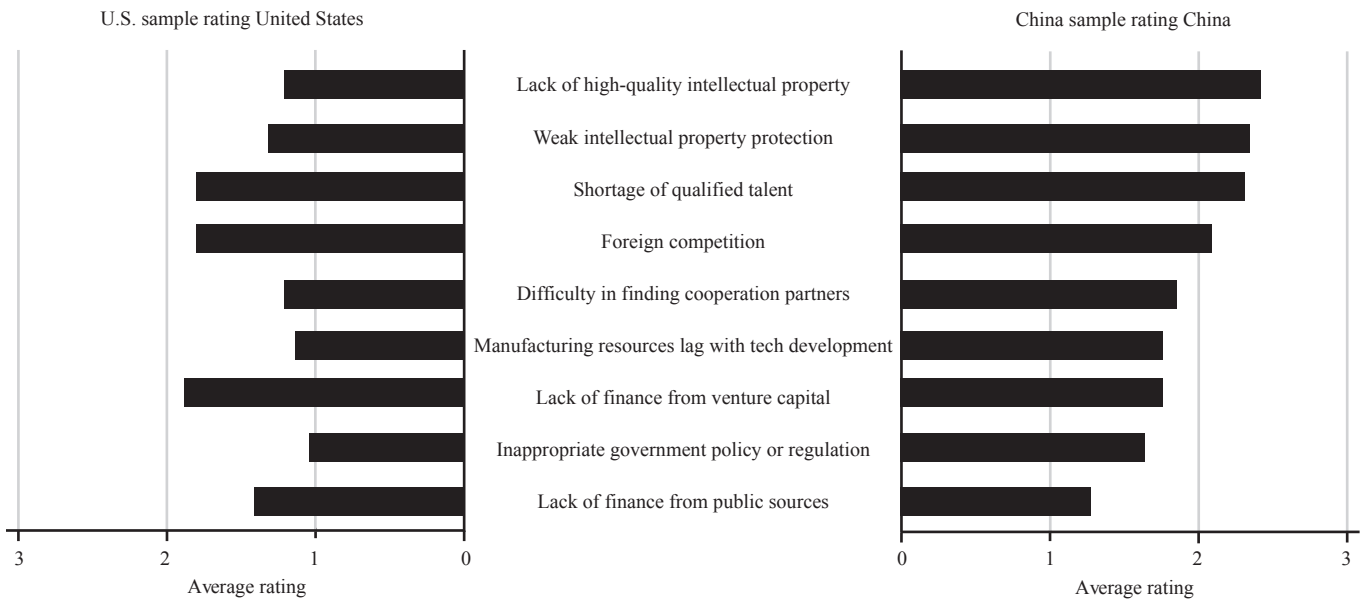 U.S. sample rating United States
China sample rating China
Lack of high-quality intellectual property
Weak intellectual property protection
Shortage of qualified talent
Foreign competition
Difficulty in finding cooperation partners
Manufacturing resources lag with tech development
Lack of finance from venture capital
Inappropriate government policy or regulation
Lack of finance from public sources
3 2 1 0
Average rating
0 1 2 3
Average rating